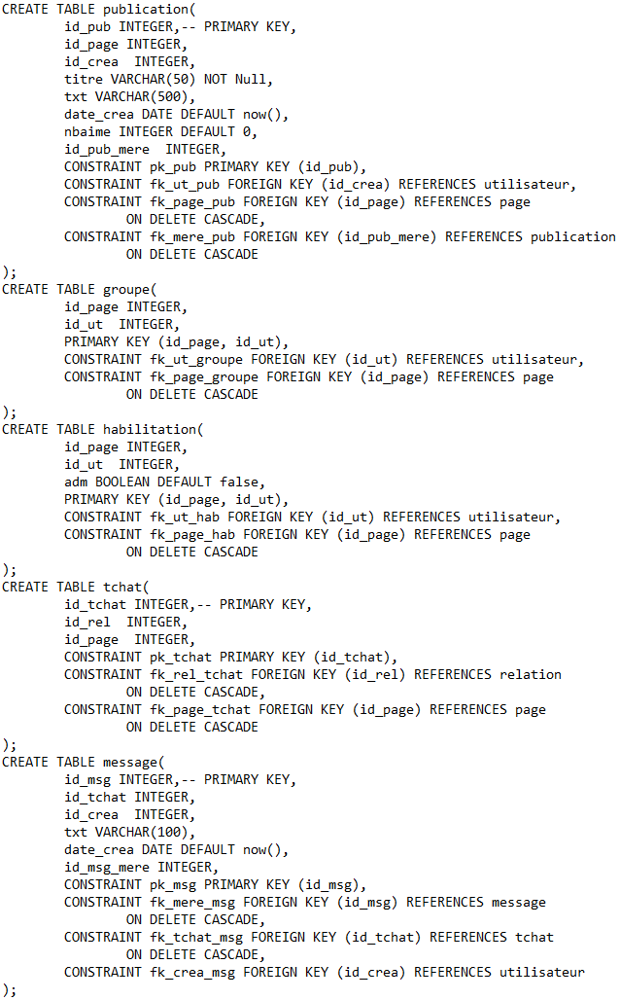 CREATE TABLE publication(
        id_pub INTEGER,-- PRIMARY KEY,
        id_page INTEGER,
        id_crea  INTEGER,
        titre VARCHAR(50) NOT Null,
        txt VARCHAR(500),
        date_crea DATE DEFAULT now(),
        nbaime INTEGER DEFAULT 0,
        id_pub_mere  INTEGER,
        CONSTRAINT pk_pub PRIMARY KEY (id_pub),
        CONSTRAINT fk_ut_pub FOREIGN KEY (id_crea) REFERENCES utilisateur,
        CONSTRAINT fk_page_pub FOREIGN KEY (id_page) REFERENCES page
                ON DELETE CASCADE,
        CONSTRAINT fk_mere_pub FOREIGN KEY (id_pub_mere) REFERENCES publication
                ON DELETE CASCADE
);
CREATE TABLE groupe(
        id_page INTEGER,
        id_ut  INTEGER,
        PRIMARY KEY (id_page, id_ut),
        CONSTRAINT fk_ut_groupe FOREIGN KEY (id_ut) REFERENCES utilisateur,
        CONSTRAINT fk_page_groupe FOREIGN KEY (id_page) REFERENCES page
                ON DELETE CASCADE
);
CREATE TABLE habilitation(
        id_page INTEGER,
        id_ut  INTEGER,
        adm BOOLEAN DEFAULT false,
        PRIMARY KEY (id_page, id_ut),
        CONSTRAINT fk_ut_hab FOREIGN KEY (id_ut) REFERENCES utilisateur,
        CONSTRAINT fk_page_hab FOREIGN KEY (id_page) REFERENCES page
                ON DELETE CASCADE
);
CREATE TABLE tchat(
        id_tchat INTEGER,-- PRIMARY KEY,
        id_rel  INTEGER,
        id_page  INTEGER,
        CONSTRAINT pk_tchat PRIMARY KEY (id_tchat),
        CONSTRAINT fk_rel_tchat FOREIGN KEY (id_rel) REFERENCES relation
                ON DELETE CASCADE,
        CONSTRAINT fk_page_tchat FOREIGN KEY (id_page) REFERENCES page
                ON DELETE CASCADE
);
CREATE TABLE message(
        id_msg INTEGER,-- PRIMARY KEY,
        id_tchat INTEGER,
        id_crea  INTEGER,
        txt VARCHAR(100),
        date_crea DATE DEFAULT now(),
        id_msg_mere INTEGER,
        CONSTRAINT pk_msg PRIMARY KEY (id_msg),
        CONSTRAINT fk_mere_msg FOREIGN KEY (id_msg) REFERENCES message
                ON DELETE CASCADE,
        CONSTRAINT fk_tchat_msg FOREIGN KEY (id_tchat) REFERENCES tchat
                ON DELETE CASCADE,
        CONSTRAINT fk_crea_msg FOREIGN KEY (id_crea) REFERENCES utilisateur
);